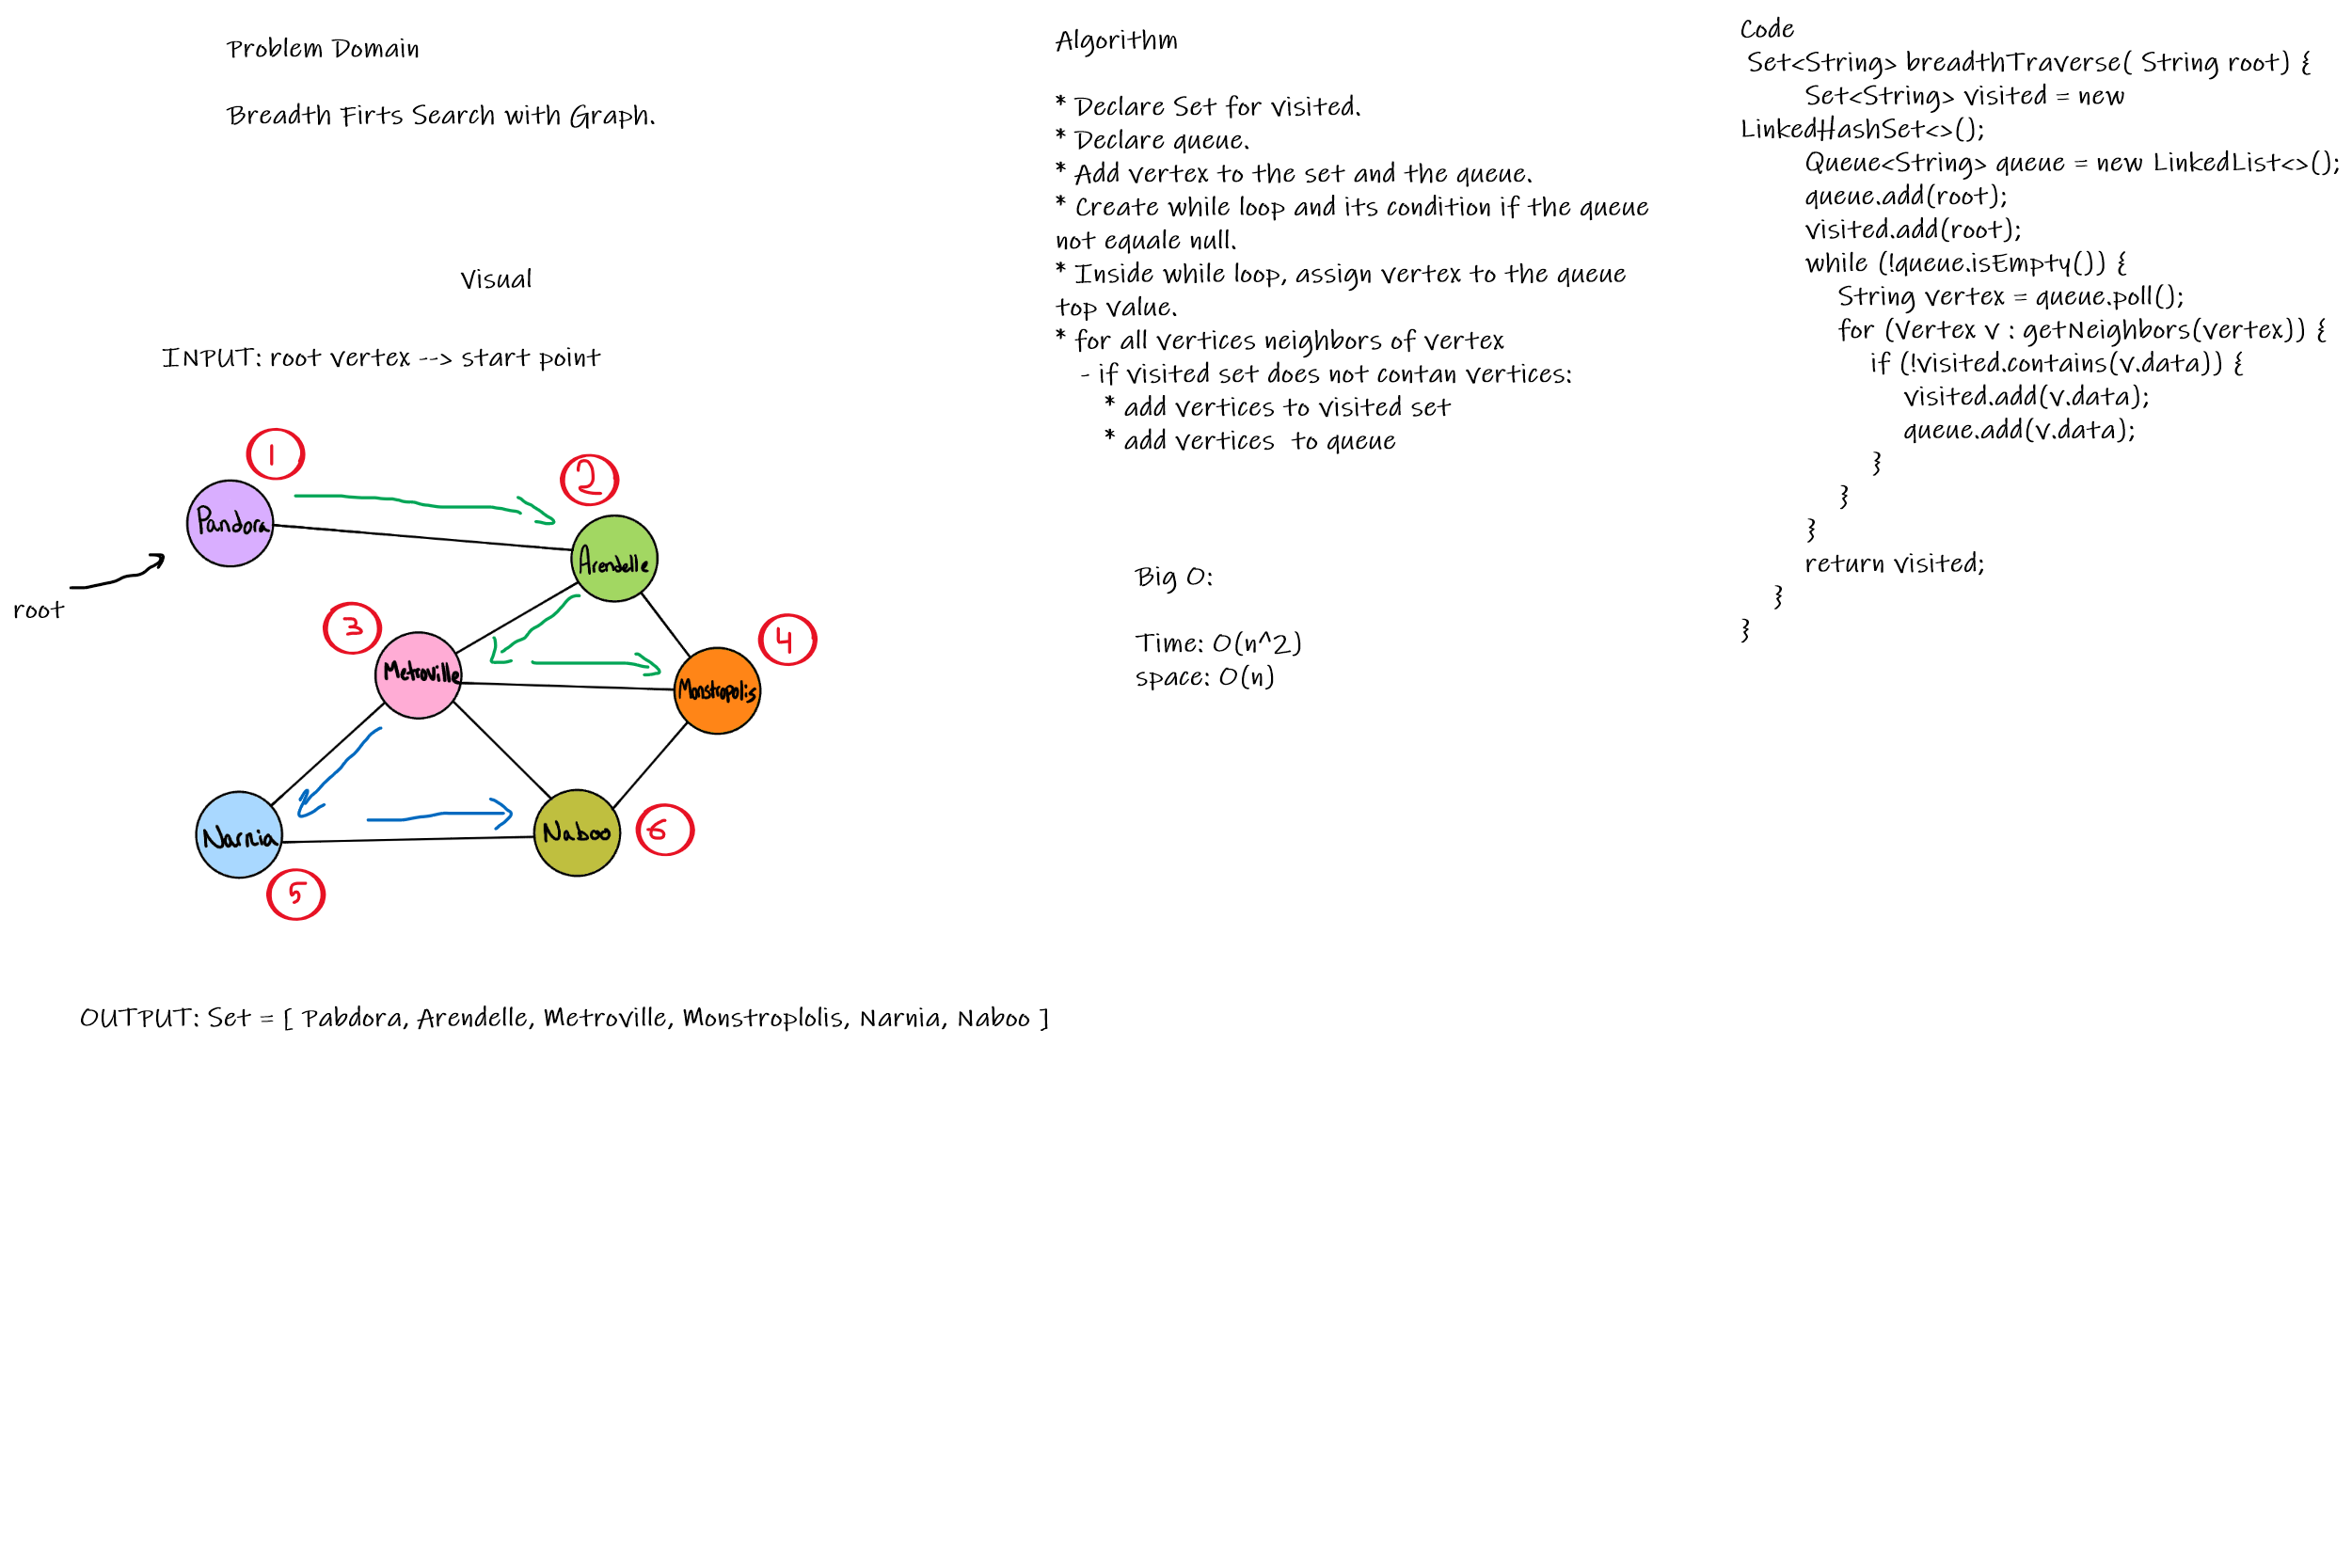 Problem Domain
Breadth Firts Search with Graph.
Visual
INPUT: root vertex --> start point
1
2
Pandora
Arendelle
root
3
4
Metroville
Monstropolis
Narnia
Naboo
6
5
OUTPUT: Set = [ Pabdora, Arendelle, Metroville, Monstroplolis, Narnia, Naboo ]
Algorithm
* Declare Set for visited.
* Declare queue.
* Add vertex to the set and the queue.
* Create while loop and its condition if the queue
not equale null.
* Inside while loop, assign vertex to the queue
top value.
* for all vertices neighbors of vertex
- if visited set does not contan vertices:
* add vertices to visited set
* add vertices to queue
Big O:
Time: O(n^2)
space: O(n)
Code
Set<String> breadthTraverse( String root) {
Set<String> visited = new
LinkedHashSet<>();
Queue<String> queue = new LinkedList<>();
queue.add(root);
visited.add(root);
while (!queue.isEmpty()) {
String vertex = queue.poll();
for (Vertex v : getNeighbors(vertex)) {
if (!visited.contains(v.data)) {
visited.add(v.data);
queue.add(v.data);
}
}
}
return visited;
}
}